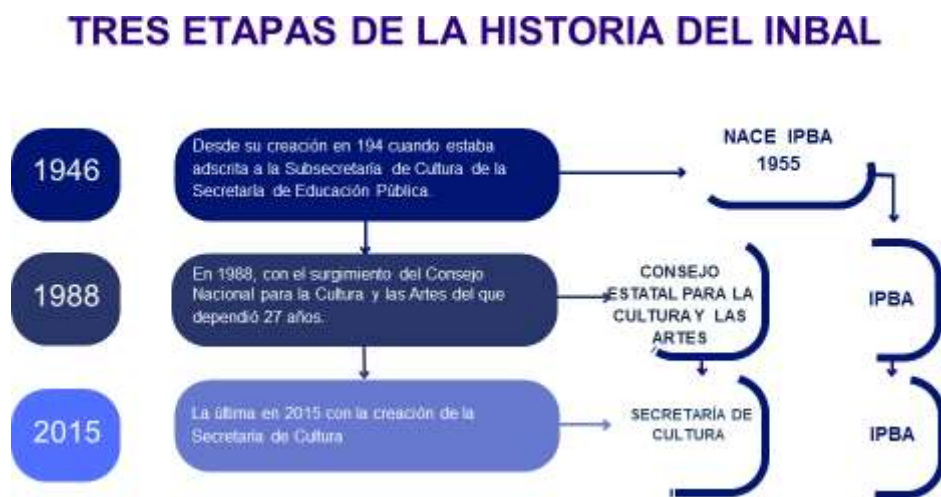 TRES ETAPAS DE LA HISTORIA DEL INBAL
1946
Desde su creación en 194 cuando estaba
adscrita a la Subsecretaría de Cultura de la
Secretaría de Educación Pública.
NACE IPBA
1955
1988
En 1988, con el surgimiento del Consejo
Nacional para la Cultura y las Artes del que
dependió 27 años.
CONSEJO
ESTATAL PARA LA
CULTURA Y LAS
ARTES
IPBA
2015
La última en 2015 con la creación de la
Secretaría de Cultura
SECRETARÍA DE
CULTURA
IPBA